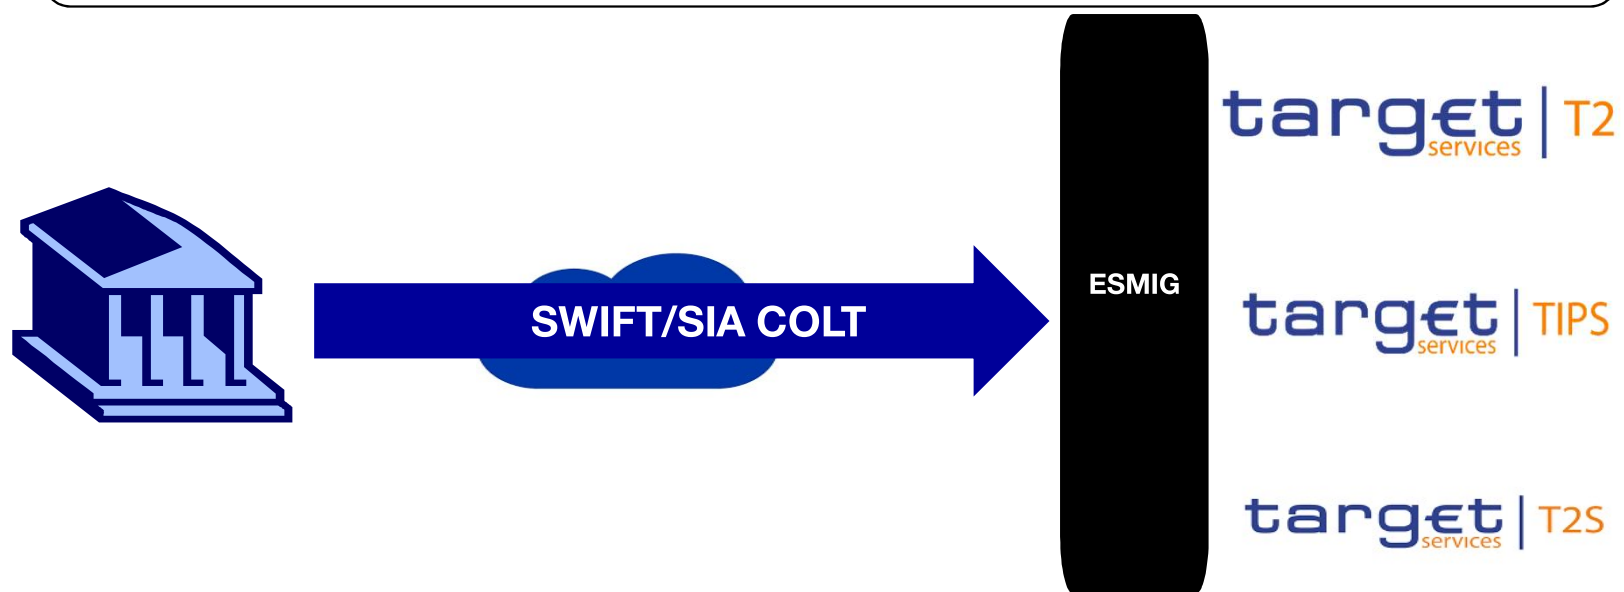 target | T2
services
SWIFT/SIA COLT
ESMIG
target | TIPS
services
target | T2S
services